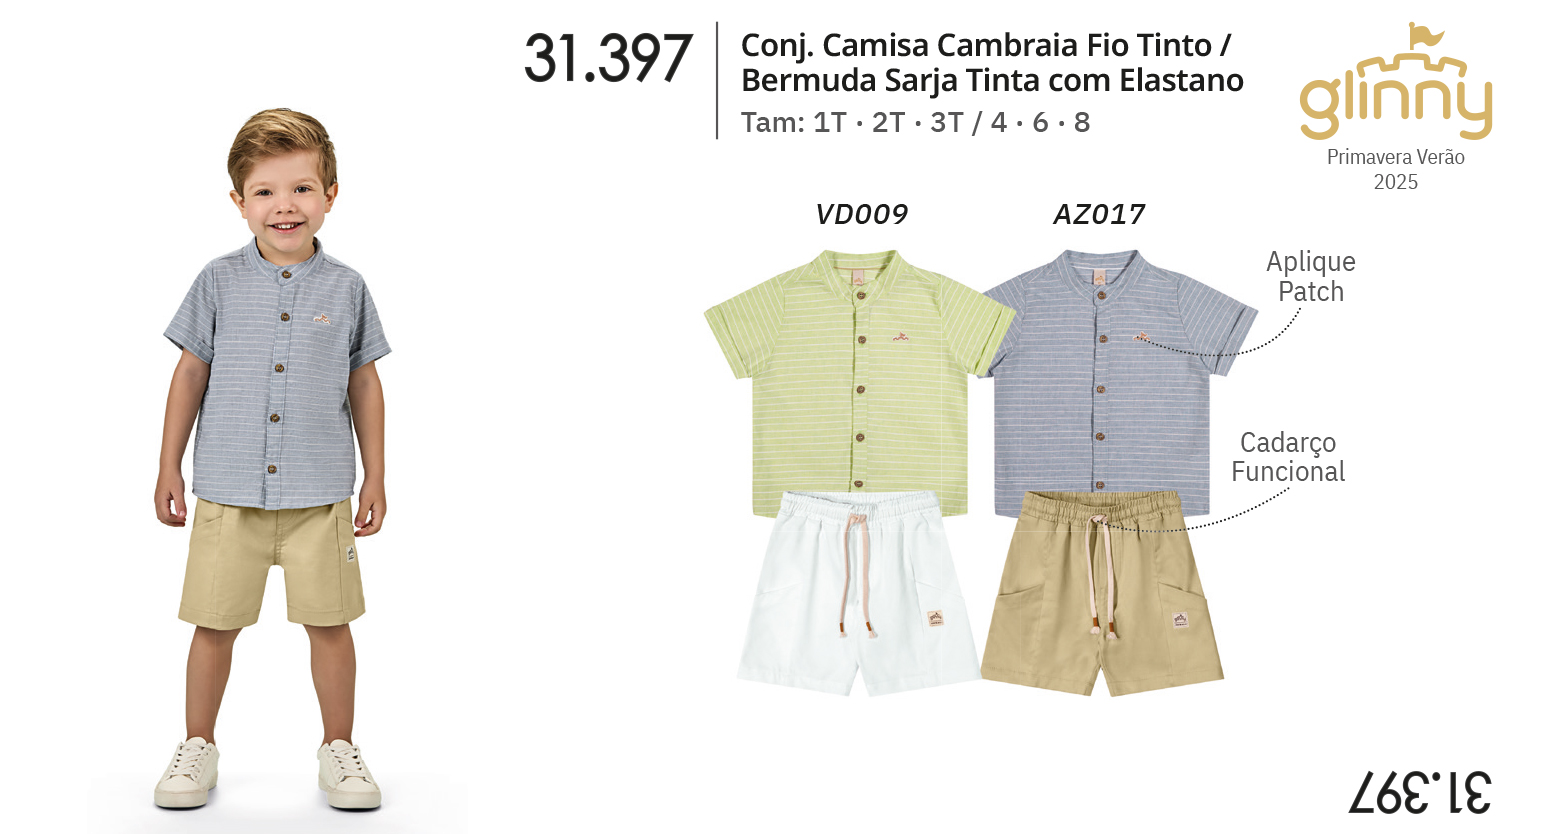 31.397
Conj. Camisa Cambraia Fio Tinto /
Bermuda Sarja Tinta com Elastano
Tam: 1T · 2T · 3T / 4 · 6 · 8
glinny
Primavera Verão
2025
VD009
AZ017
Aplique
Patch
Cadarço
Funcional
31.397